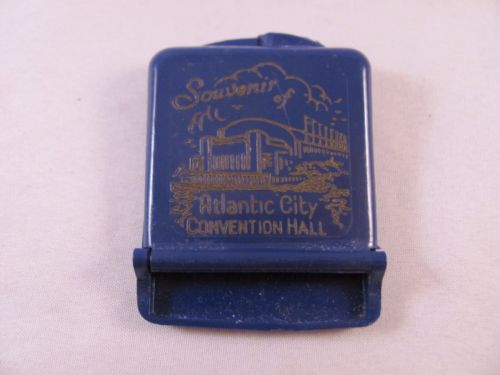 Souvenir of
Atlantic City
CONVENTION HALL